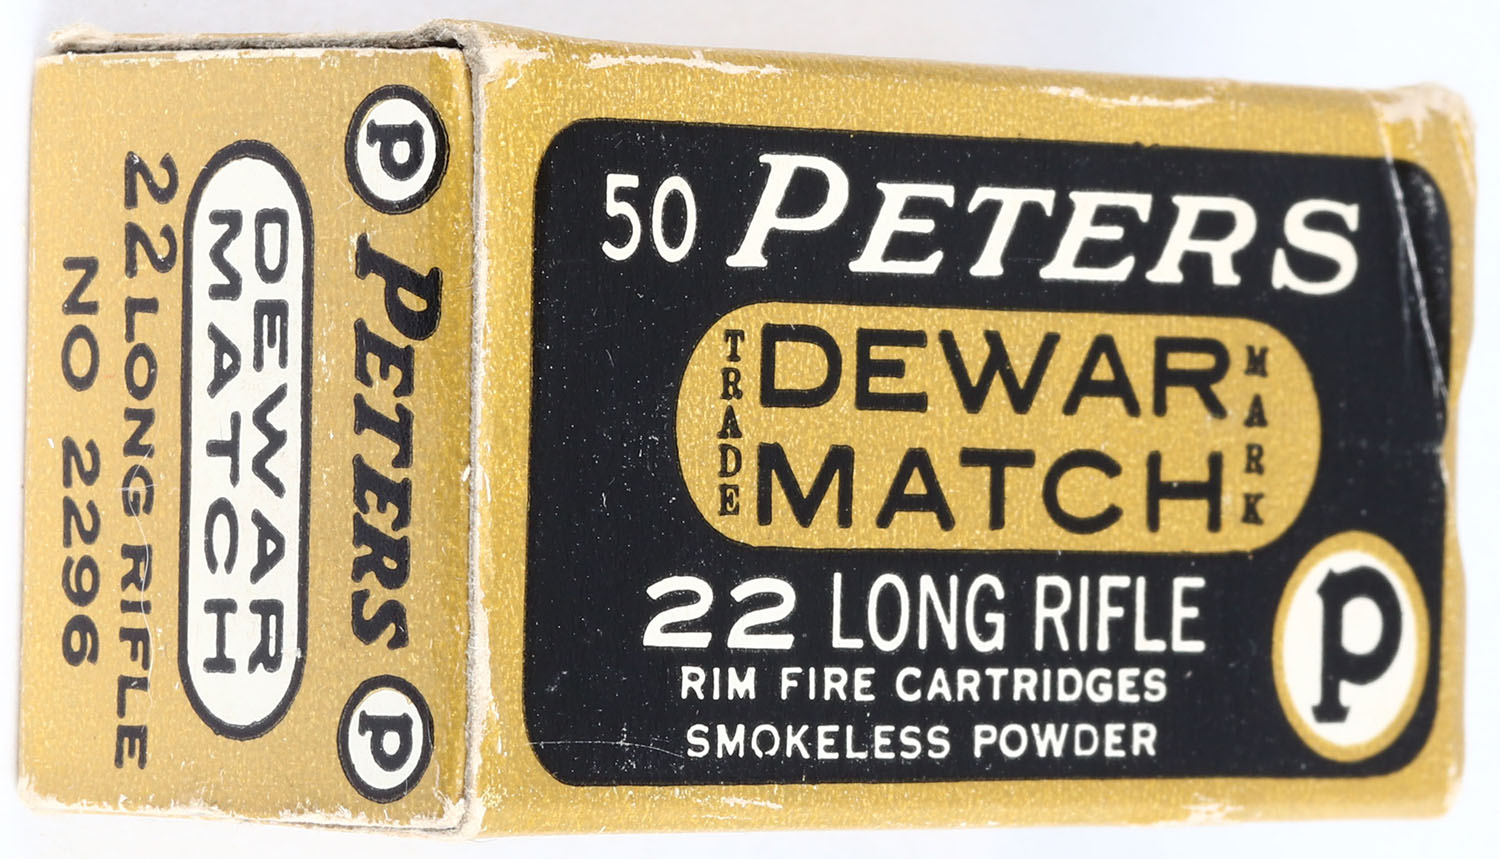 50 PETERS
TRADE MARK
DEWAR
MATCH
22 LONG RIFLE
RIM FIRE CARTRIDGES
SMOKELESS POWDER
P
P PETERS P
DEWAR
MATCH
22 LONG RIFLE
NO 2296